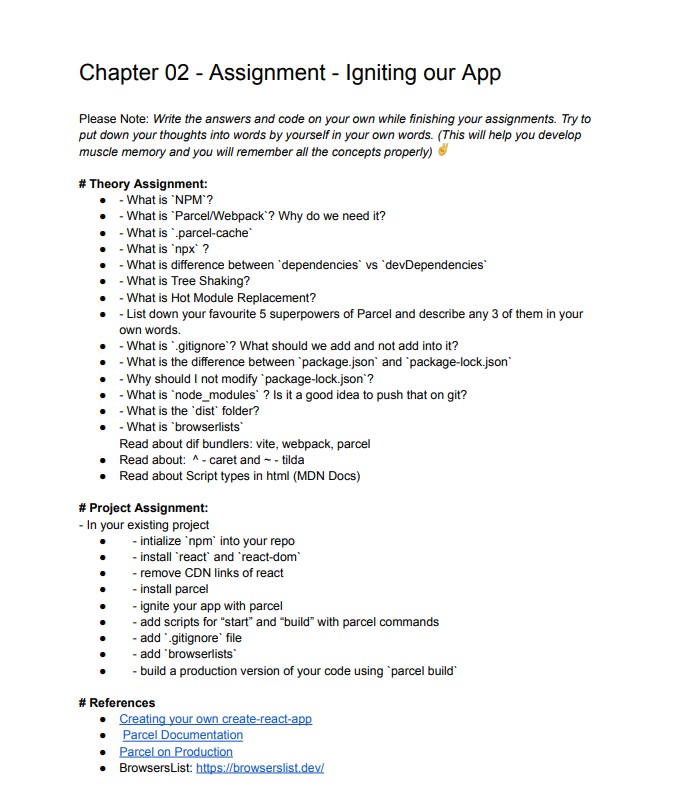 Chapter 02 - Assignment - Igniting our App
Please Note: Write the answers and code on your own while finishing your assignments. Try to
put down your thoughts into words by yourself in your own words. (This will help you develop
muscle memory and you will remember all the concepts properly) ✌️
# Theory Assignment:
● - What is `NPM`?
● - What is `Parcel/Webpack`? Why do we need it?
● - What is `.parcel-cache`
● - What is `npx` ?
● - What is difference between `dependencies` vs `devDependencies`
● - What is Tree Shaking?
● - What is Hot Module Replacement?
● - List down your favourite 5 superpowers of Parcel and describe any 3 of them in your
own words.
● - What is `.gitignore`? What should we add and not add into it?
● - What is the difference between `package.json` and `package-lock.json`
● - Why should I not modify `package-lock.json`?
● - What is `node_modules` ? Is it a good idea to push that on git?
● - What is the `dist` folder?
● - What is `browserlists`
Read about dif bundlers: vite, webpack, parcel
● Read about: ^ - caret and ~ - tilda
● Read about Script types in html (MDN Docs)
# Project Assignment:
- In your existing project
● - intialize `npm` into your repo
● - install `react` and `react-dom`
● - remove CDN links of react
● - install parcel
● - ignite your app with parcel
● - add scripts for “start” and “build” with parcel commands
● - add `.gitignore` file
● - add `browserlists`
● - build a production version of your code using `parcel build`
# References
● Creating your own create-react-app
● Parcel Documentation
● Parcel on Production
● BrowsersList: https://browserslist.dev/